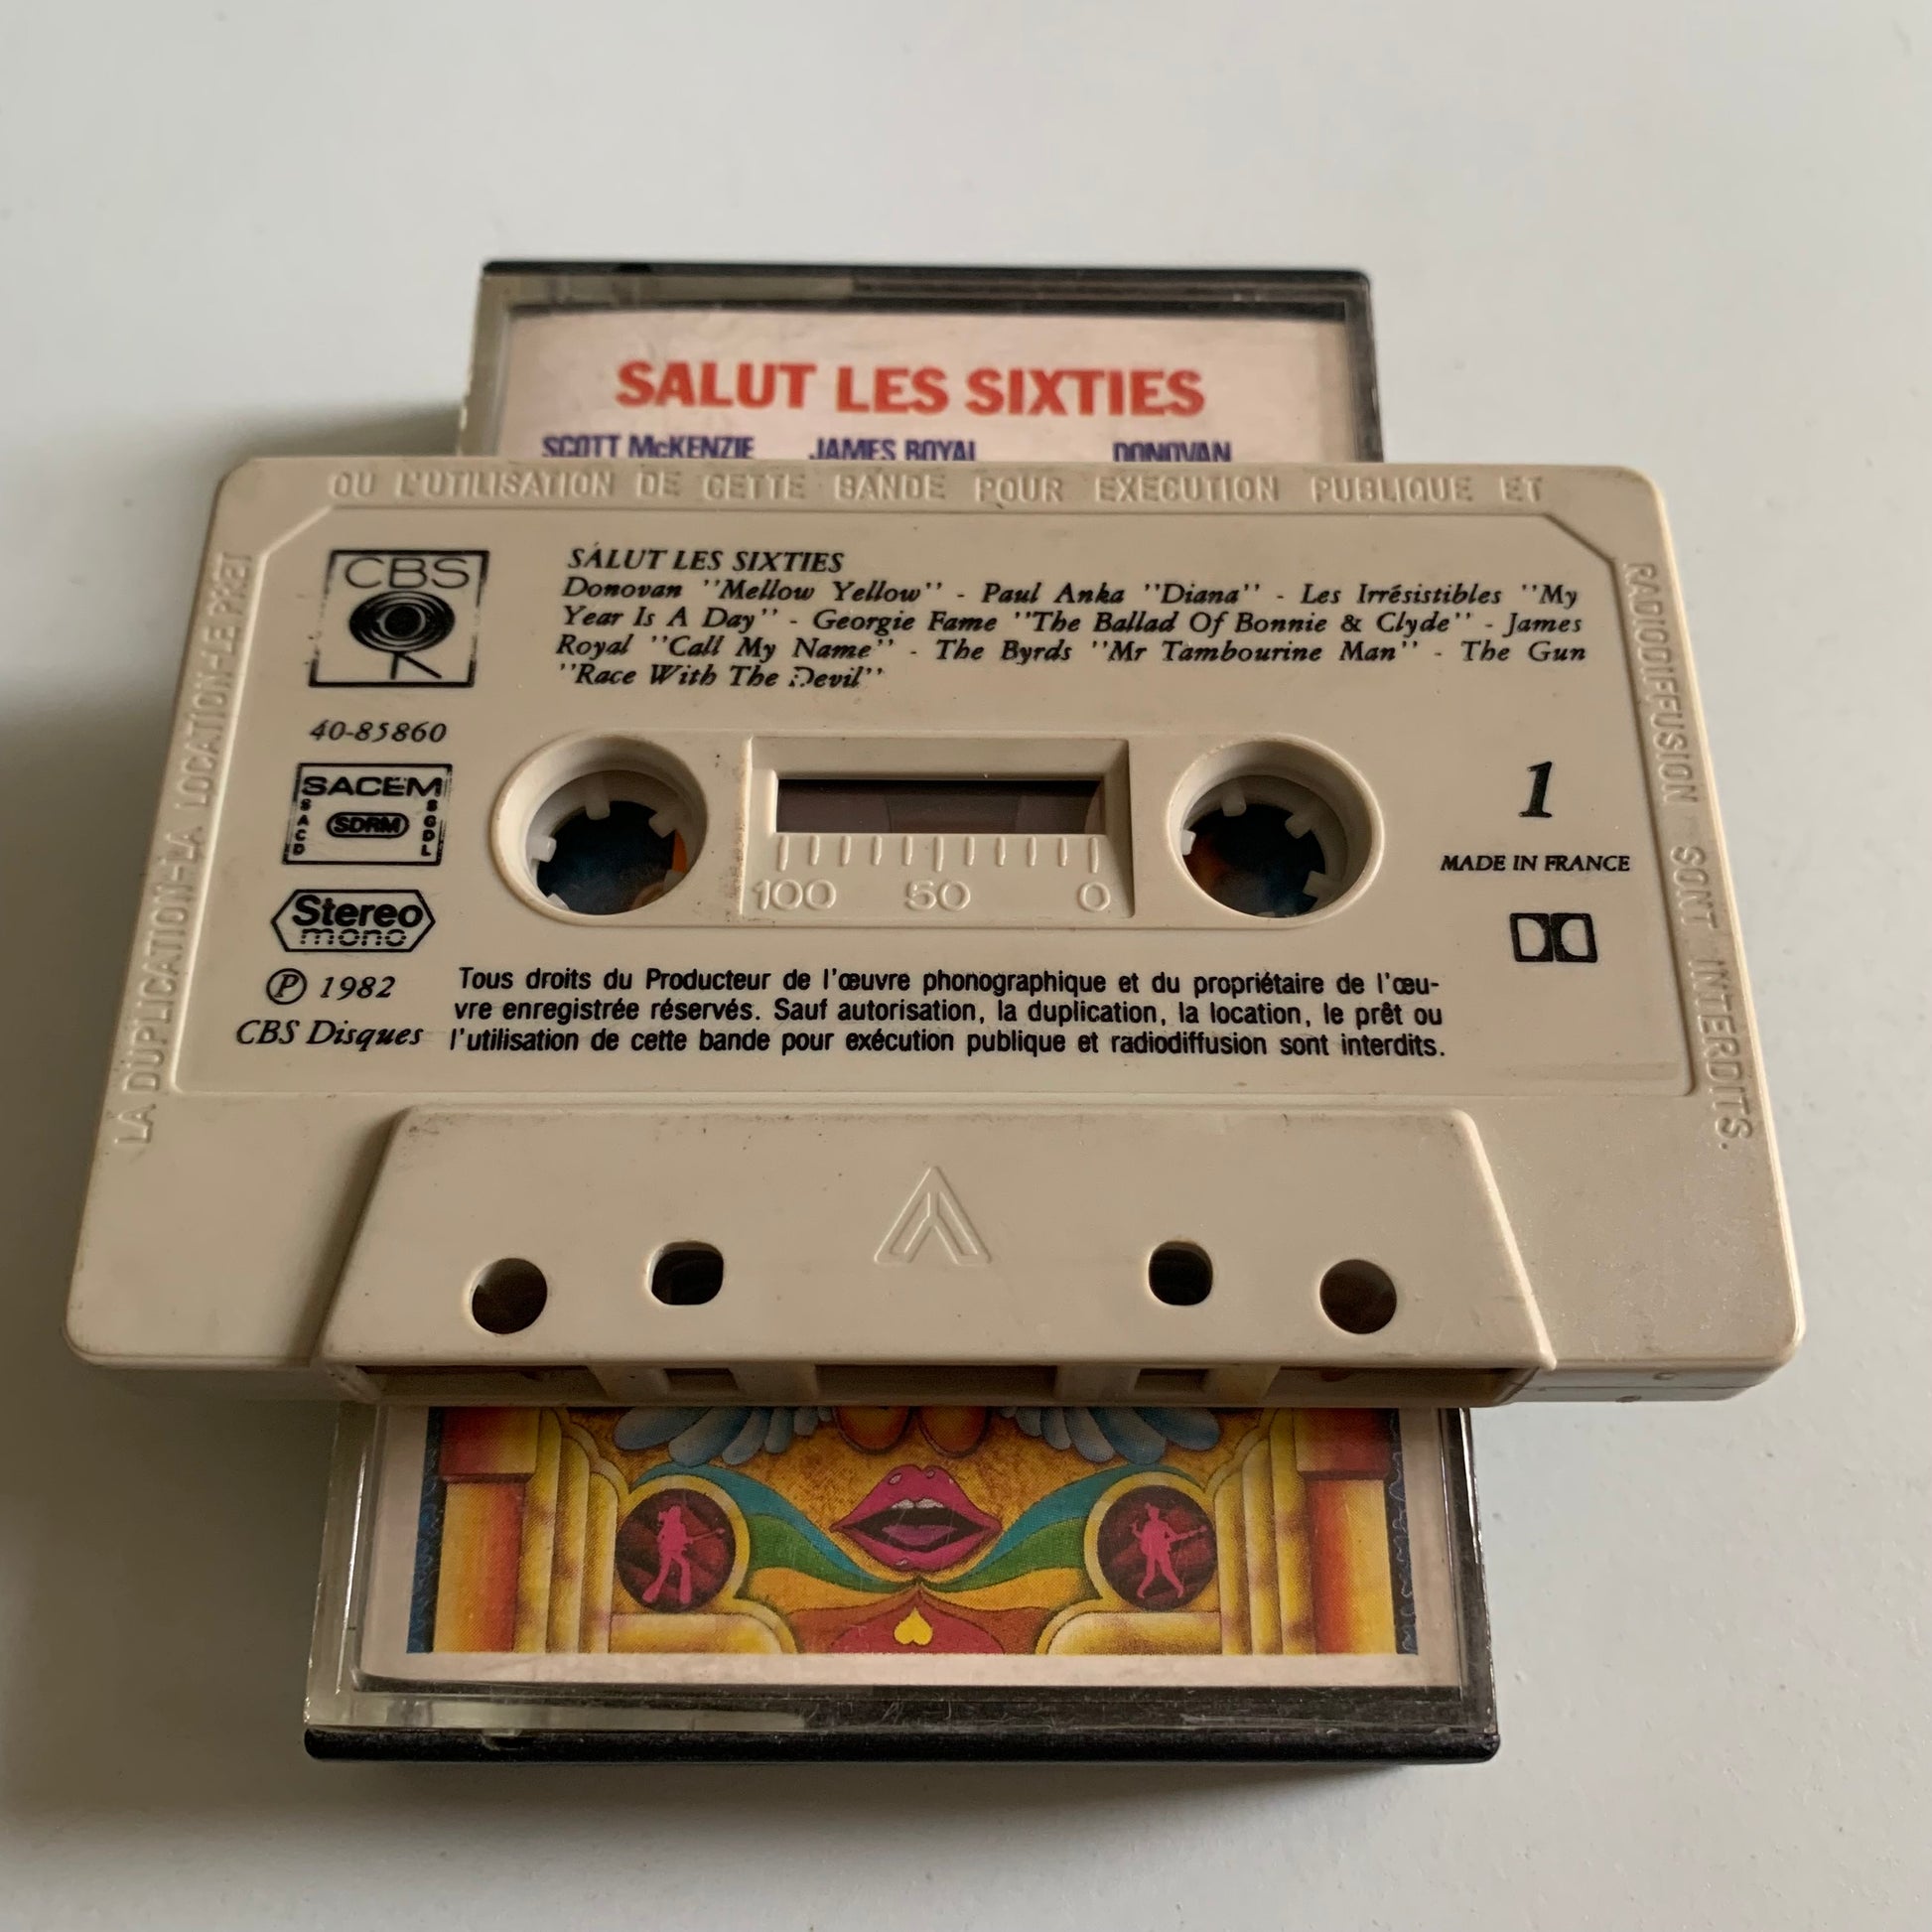 SALUT LES SIXTIES
SCOTT McKENZIE JAMES ROYAL DONOVAN
OU L'UTILISATION DE CETTE BANDE POUR EXECUTION PUBLIQUE ET
LA DUPLICATION-LA LOCATION-LE PRET
RADIODIFFUSION SONT INTERDITS.
CBS
SALUT LES SIXTIES
Donovan ''Mellow Yellow'' - Paul Anka ''Diana'' - Les Irrésistibles ''My
Year Is A Day'' - Georgie Fame ''The Ballad Of Bonnie & Clyde'' - James
Royal ''Call My Name'' - The Byrds ''Mr Tambourine Man'' - The Gun
''Race With The Devil''
40-85860
SACEM
SACD
SDRM
SGDL
Stereo
mono
1
MADE IN FRANCE
100 50 0
℗ 1982
CBS Disques
Tous droits du Producteur de l'œuvre phonographique et du propriétaire de l'œu-
vre enregistrée réservés. Sauf autorisation, la duplication, la location, le prêt ou
l'utilisation de cette bande pour exécution publique et radiodiffusion sont interdits.